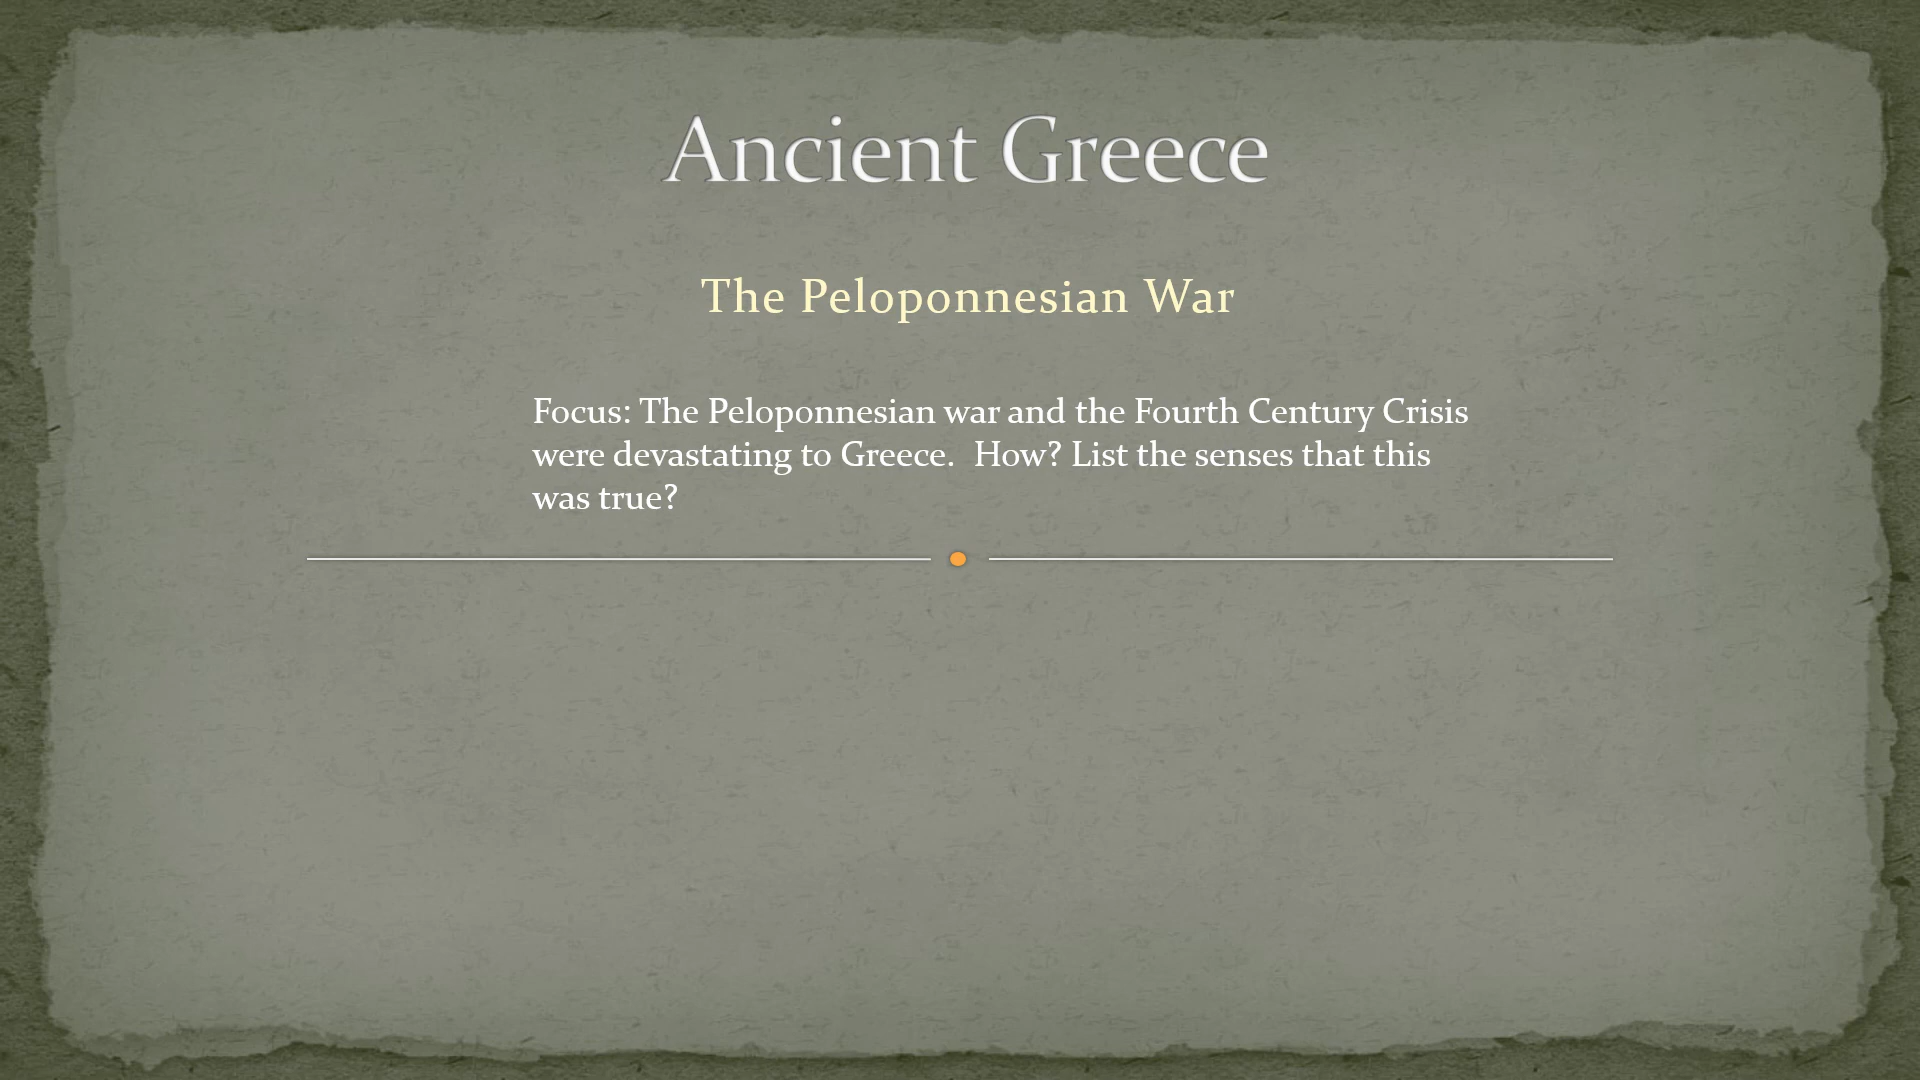 Ancient Greece
The Peloponnesian War
Focus: The Peloponnesian war and the Fourth Century Crisis
were devastating to Greece.  How? List the senses that this
was true?